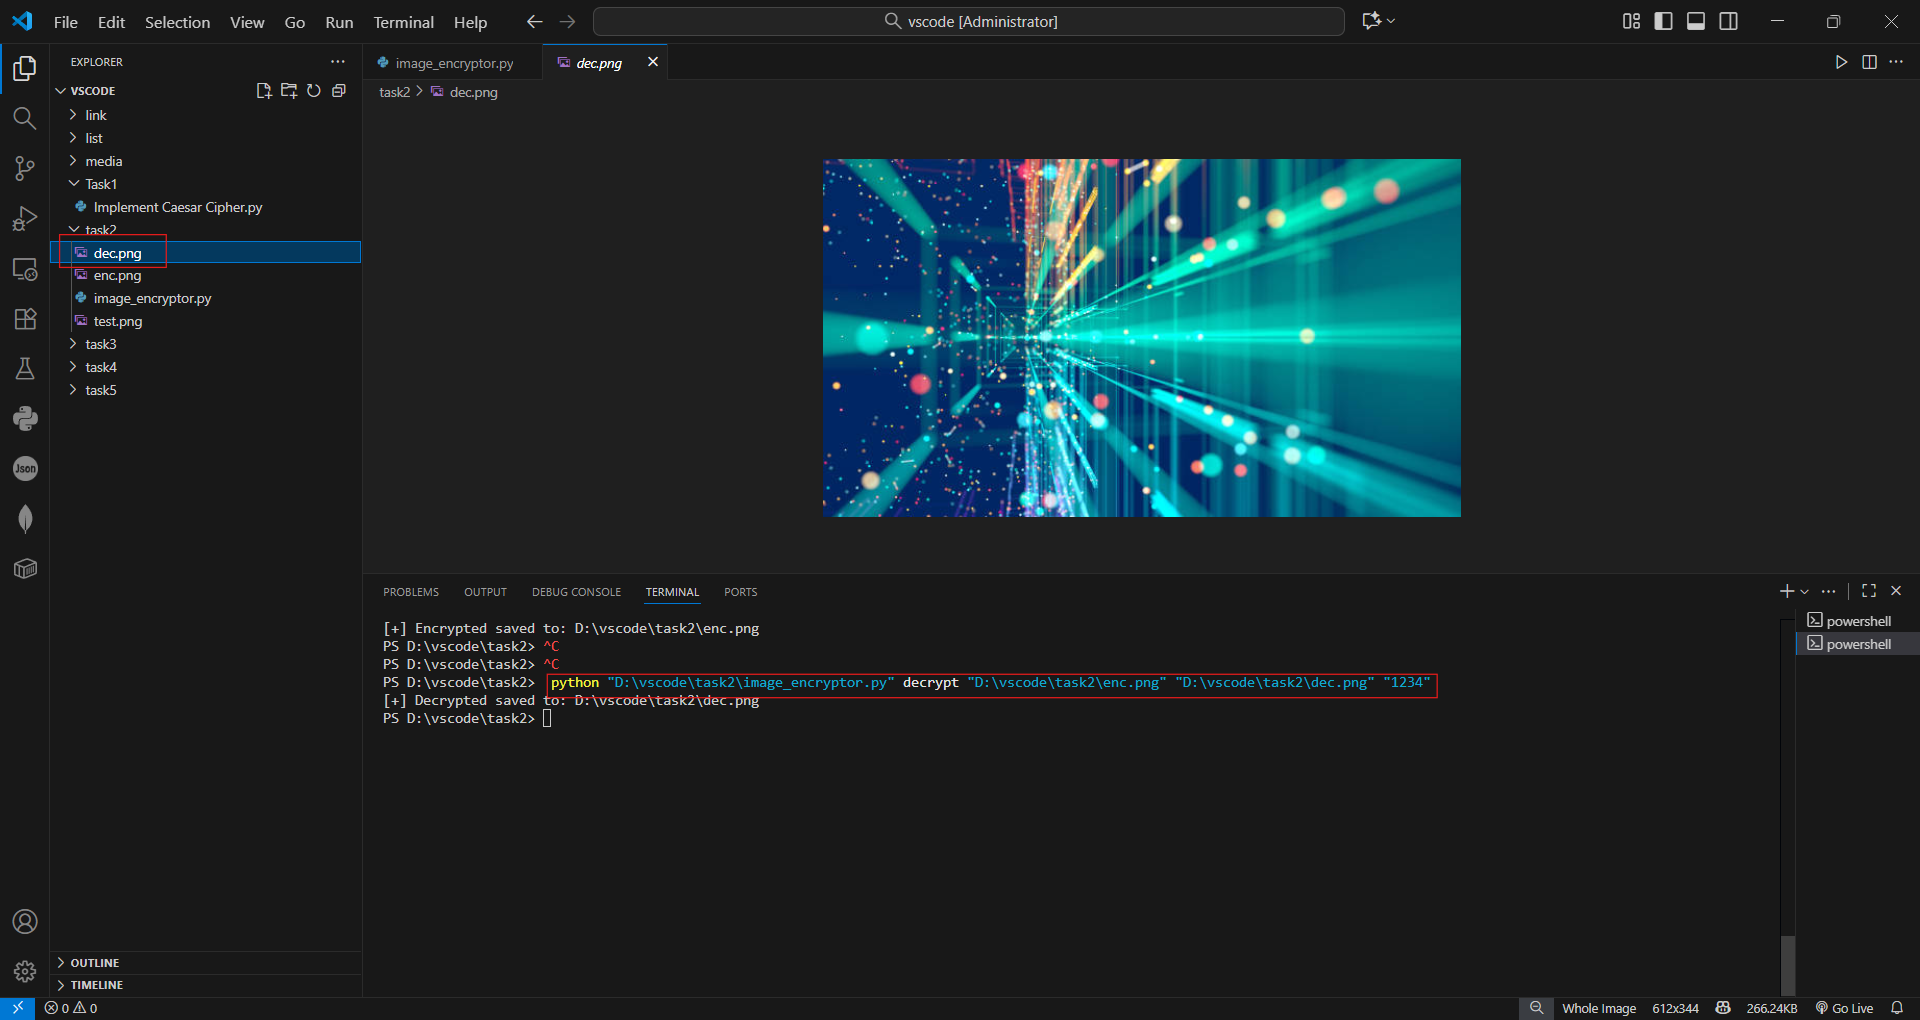 File Edit Selection View Go Run Terminal Help
vscode [Administrator]
EXPLORER
VSCODE
link
list
media
Task1
Implement Caesar Cipher.py
task2
dec.png
enc.png
image_encryptor.py
test.png
task3
task4
task5
OUTLINE
TIMELINE
Json
image_encryptor.py
dec.png
task2 > dec.png
PROBLEMS OUTPUT DEBUG CONSOLE TERMINAL PORTS
[+] Encrypted saved to: D:\vscode\task2\enc.png
PS D:\vscode\task2> ^C
PS D:\vscode\task2> ^C
PS D:\vscode\task2> python "D:\vscode\task2\image_encryptor.py" decrypt "D:\vscode\task2\enc.png" "D:\vscode\task2\dec.png" "1234"
[+] Decrypted saved to: D:\vscode\task2\dec.png
PS D:\vscode\task2>
powershell
powershell
0 0
Whole Image 612x344 266.24KB Go Live